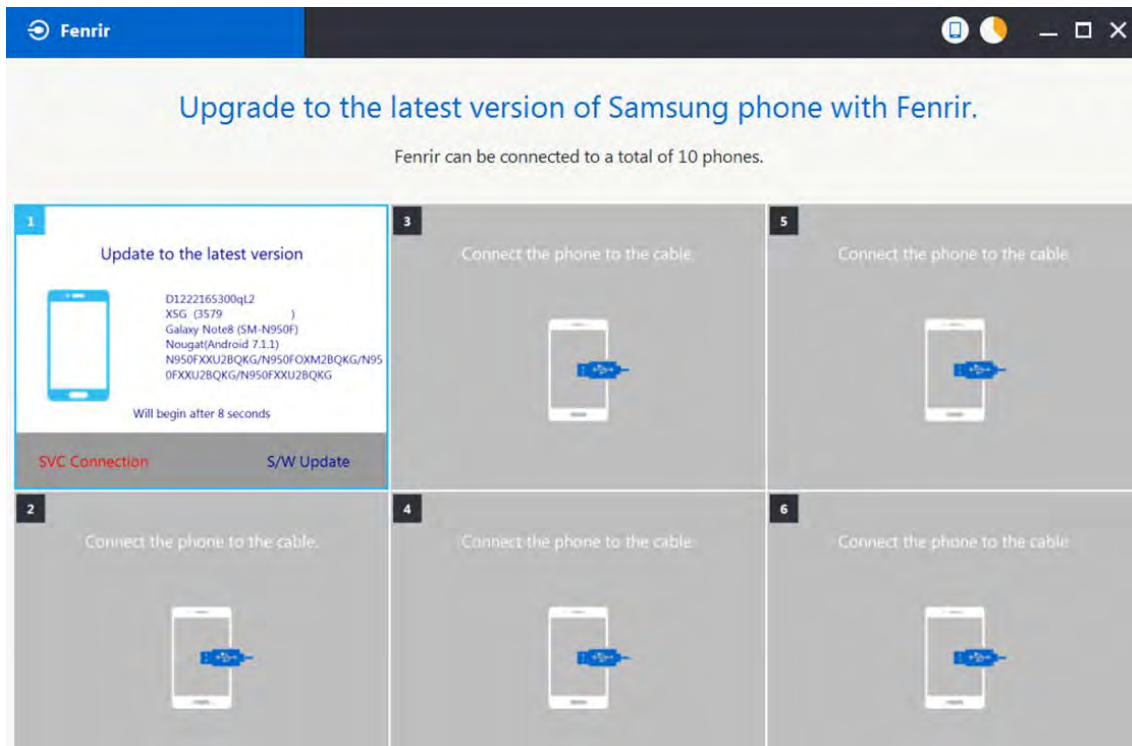 Fenrir
Upgrade to the latest version of Samsung phone with Fenrir.
Fenrir can be connected to a total of 10 phones.
1
Update to the latest version
D1222165300qL2
XSG (3579 )
Galaxy Note8 (SM-N950F)
Nougat(Android 7.1.1)
N950FXXU2BQKG/N950FOXM2BQKG/N95
0FXXU2BQKG/N950FXXU2BQKG
Will begin after 8 seconds
SVC Connection
S/W Update
2
Connect the phone to the cable.
3
Connect the phone to the cable.
4
Connect the phone to the cable.
5
Connect the phone to the cable.
6
Connect the phone to the cable.